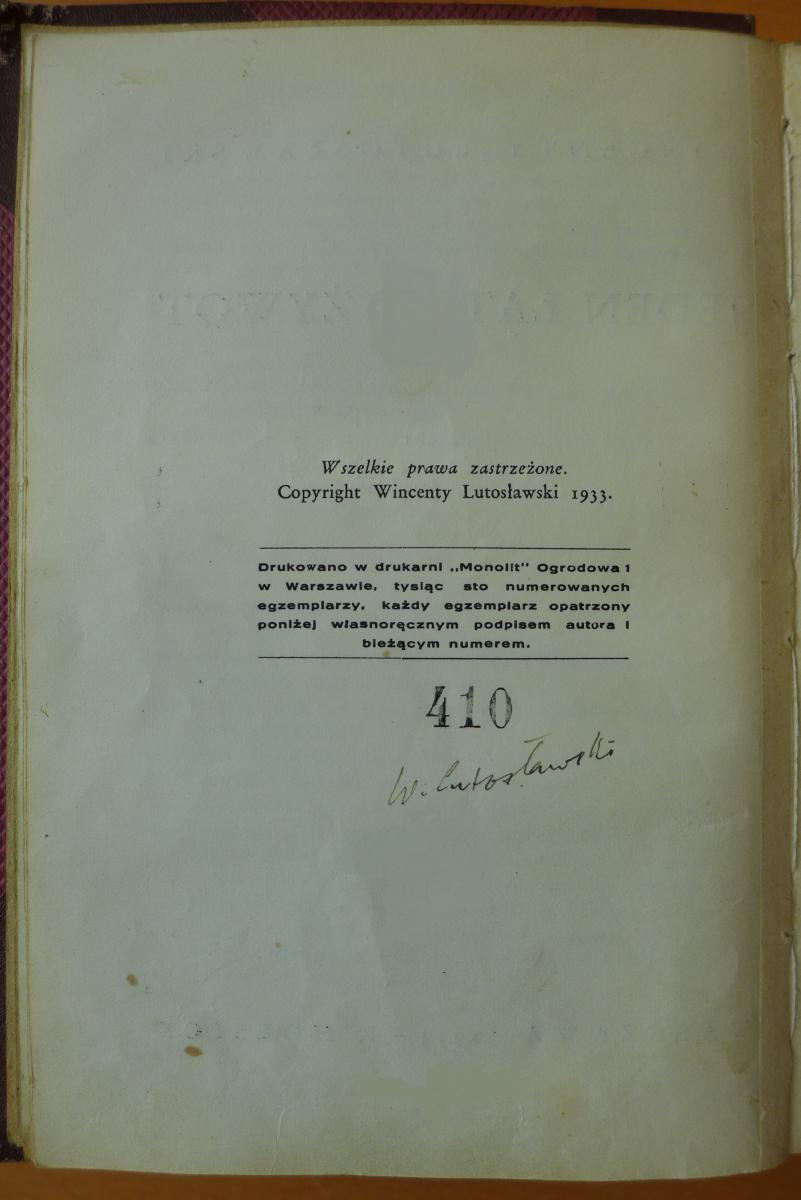 Wszelkie prawa zastrzeżone.
Copyright Wincenty Lutosławski 1933.
Drukowano w drukarni „Monolit" Ogrodowa 1
w Warszawie, tysiąc sto numerowanych
egzemplarzy, każdy egzemplarz opatrzony
poniżej własnoręcznym podpisem autora i
bieżącym numerem.
410
W. Lutosławski